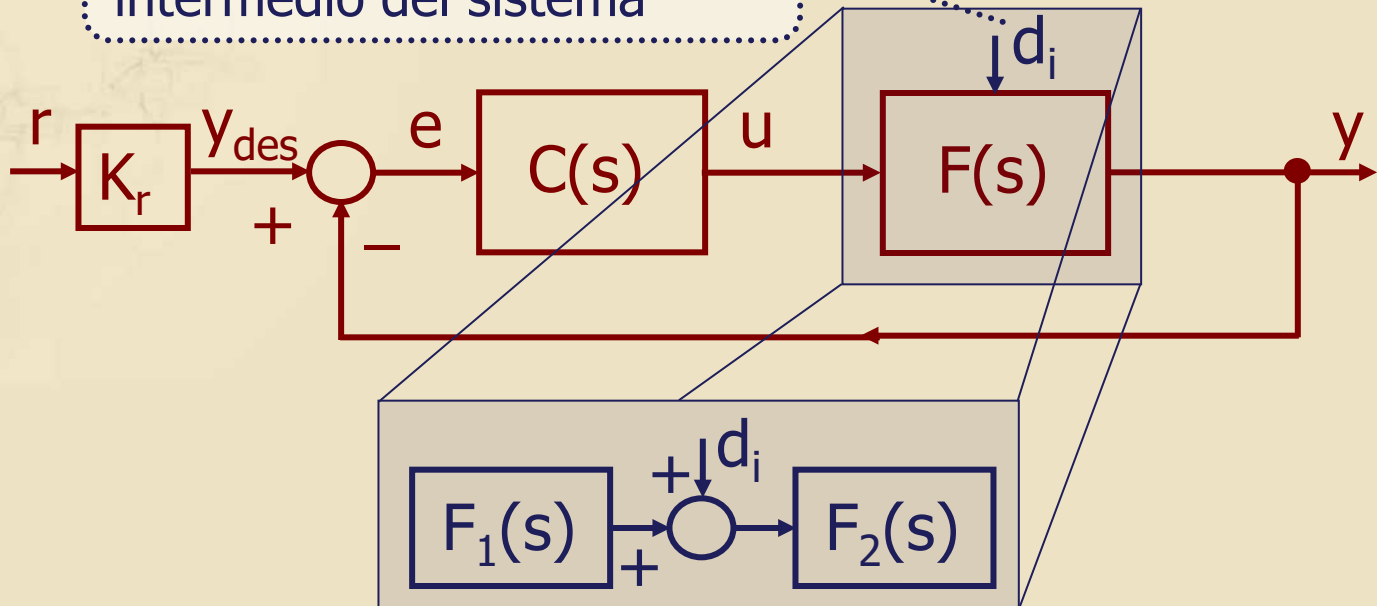 intermedio del sistema
d_i
r
K_r
y_des
+
−
e
C(s)
u
F(s)
y
F_1(s)
+
+
d_i
F_2(s)